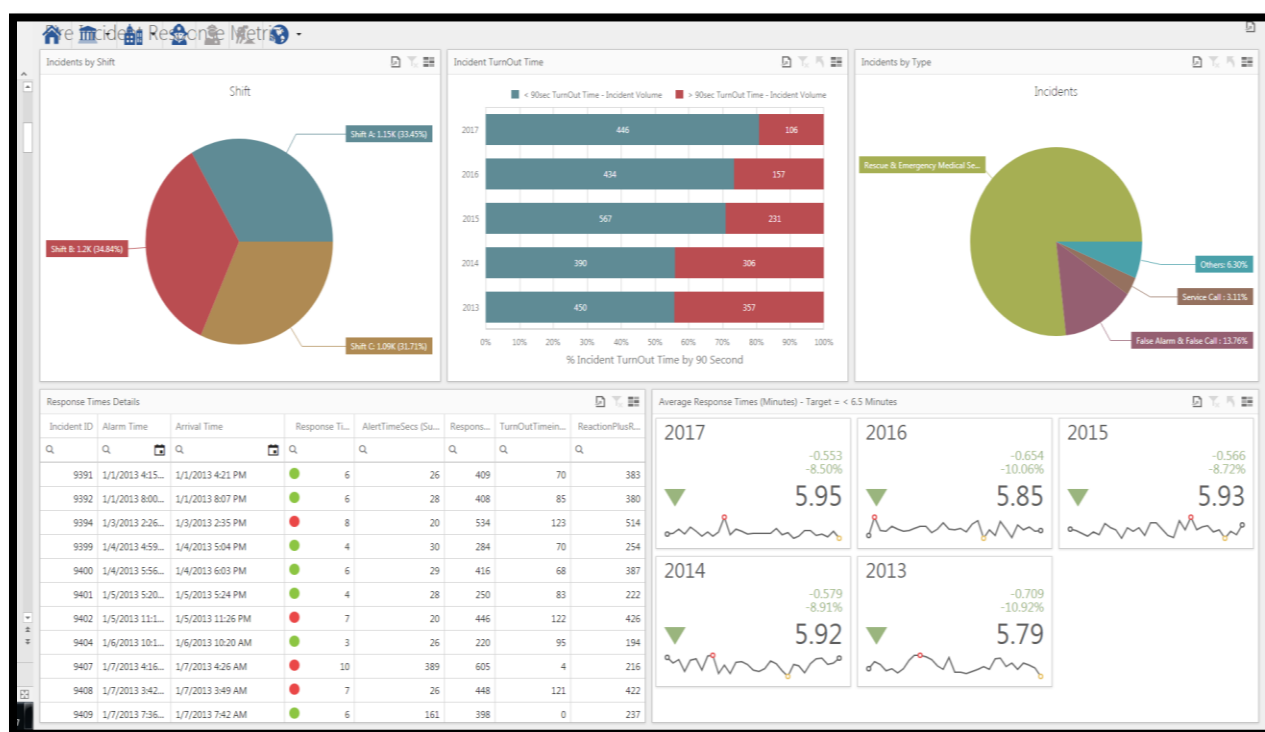 Fire Incident Response Metrics
Incidents by Shift
Shift
Shift A: 1.15K (33.45%)
Shift B: 1.2K (34.84%)
Shift C: 1.09K (31.71%)
Incident TurnOut Time
< 90sec TurnOut Time - Incident Volume > 90sec TurnOut Time - Incident Volume
2017 446 106
2016 434 157
2015 567 231
2014 390 306
2013 450 357
0% 10% 20% 30% 40% 50% 60% 70% 80% 90% 100%
% Incident TurnOut Time by 90 Second
Incidents by Type
Incidents
Rescue & Emergency Medical Se...
Others: 6.30%
Service Call : 3.11%
False Alarm & False Call : 13.76%
Response Times Details
Incident ID Alarm Time Arrival Time Response Ti... AlertTimeSecs (Su... Respons... TurnOutTimein... ReactionPlusR...
9391 1/1/2013 4:15... 1/1/2013 4:21 PM 6 26 409 70 383
9392 1/1/2013 8:00... 1/1/2013 8:07 PM 6 28 408 85 380
9394 1/3/2013 2:26... 1/3/2013 2:35 PM 8 20 534 123 514
9399 1/4/2013 4:59... 1/4/2013 5:04 PM 4 30 284 70 254
9400 1/4/2013 5:56... 1/4/2013 6:03 PM 6 29 416 68 387
9401 1/5/2013 5:20... 1/5/2013 5:24 PM 4 28 250 83 222
9402 1/5/2013 11:1... 1/5/2013 11:26 PM 7 20 446 122 426
9404 1/6/2013 10:1... 1/6/2013 10:20 AM 3 26 220 95 194
9407 1/7/2013 4:16... 1/7/2013 4:26 AM 10 389 605 4 216
9408 1/7/2013 3:42... 1/7/2013 3:49 AM 7 26 448 121 422
9409 1/7/2013 7:36... 1/7/2013 7:42 AM 6 161 398 0 237
Average Response Times (Minutes) - Target = < 6.5 Minutes
2017
-0.553
-8.50%
5.95
2016
-0.654
-10.06%
5.85
2015
-0.566
-8.72%
5.93
2014
-0.579
-8.91%
5.92
2013
-0.709
-10.92%
5.79